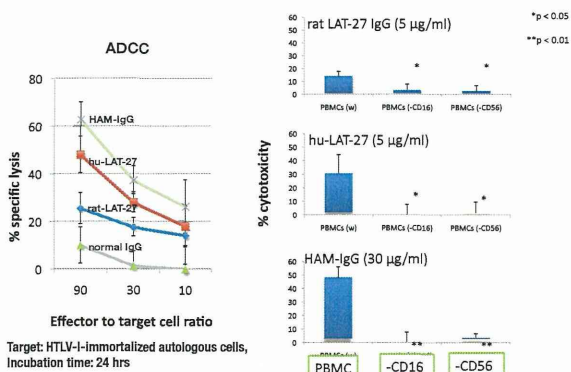 ADCC
80
60
40
20
0
% specific lysis
HAM-IgG
hu-LAT-27
rat-LAT-27
normal IgG
90 30 10
Effector to target cell ratio
Target: HTLV-I-immortalized autologous cells,
Incubation time: 24 hrs
*p < 0.05
**p < 0.01
% cytotoxicity
rat LAT-27 IgG (5 µg/ml)
60
50
40
30
20
10
0
* *
PBMCs (w) PBMCs (-CD16) PBMCs (-CD56)
hu-LAT-27 (5 µg/ml)
60
50
40
30
20
10
0
* *
PBMCs (w) PBMCs (-CD16) PBMCs (-CD56)
HAM-IgG (30 µg/ml)
60
50
40
30
20
10
0
** **
PBMC -CD16 -CD56